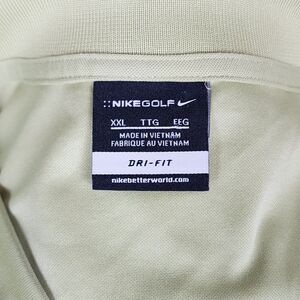 ::NIKEGOLF
XXL TTG EEG
MADE IN VIETNAM
FABRIQUE AU VIETNAM
DRI-FIT
nikebetterworld.com